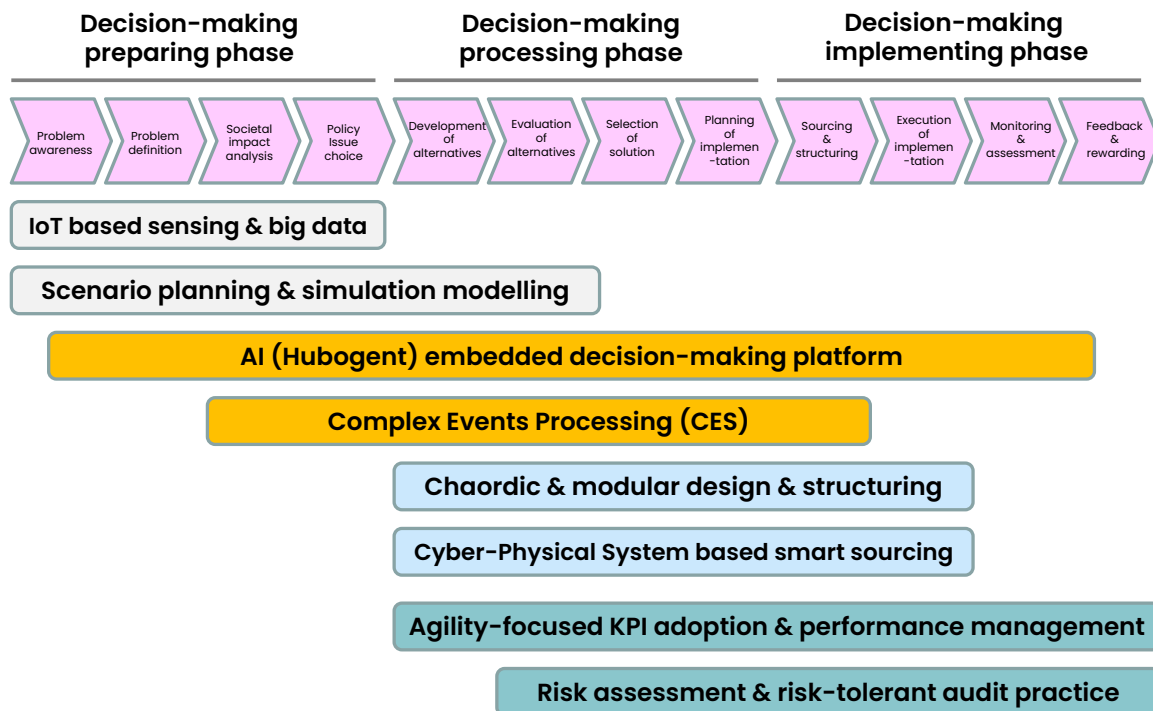 Decision-making
preparing phase
Decision-making
processing phase
Decision-making
implementing phase
Problem
awareness
Problem
definition
Societal
impact
analysis
Policy
Issue
choice
Development
of
alternatives
Evaluation
of
alternatives
Selection
of
solution
Planning
of
implemen
-tation
Sourcing
&
structuring
Execution
of
implemen
-tation
Monitoring
&
assessment
Feedback
&
rewarding
IoT based sensing & big data
Scenario planning & simulation modelling
AI (Hubogent) embedded decision-making platform
Complex Events Processing (CES)
Chaordic & modular design & structuring
Cyber-Physical System based smart sourcing
Agility-focused KPI adoption & performance management
Risk assessment & risk-tolerant audit practice